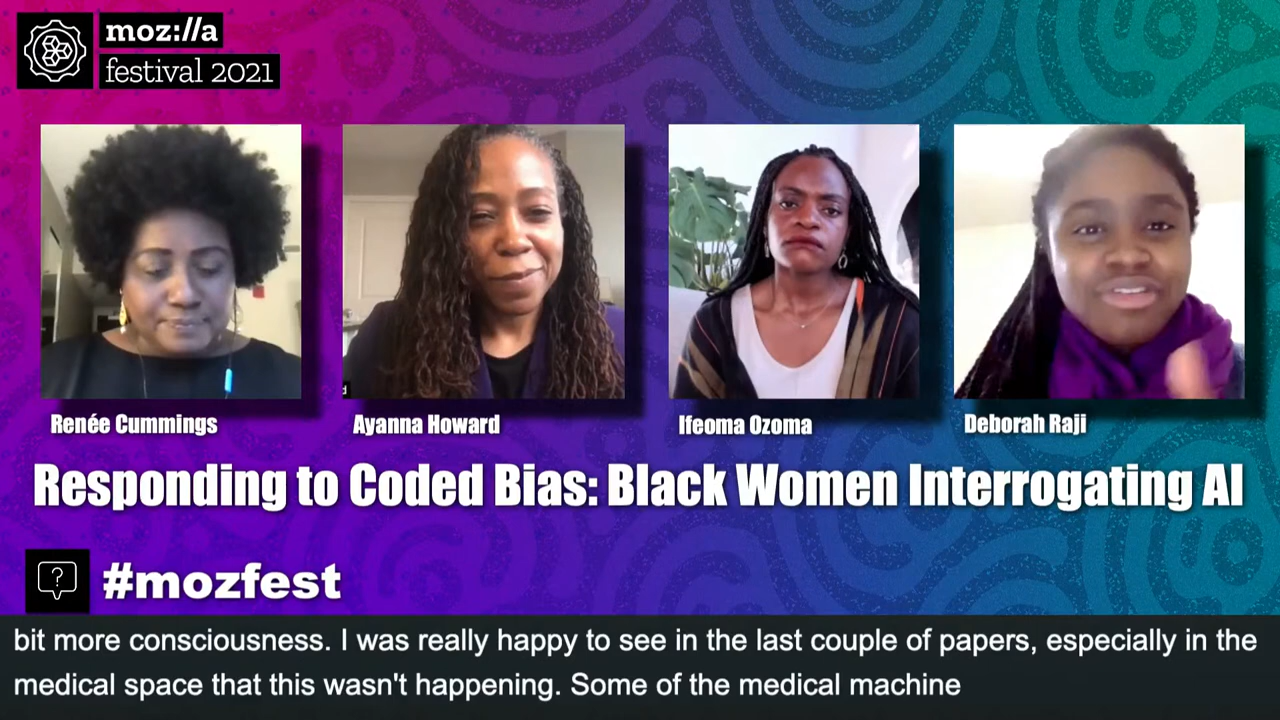 moz://a
festival 2021
Renée Cummings
Ayanna Howard
Ifeoma Ozoma
Deborah Raji
Responding to Coded Bias: Black Women Interrogating AI
?
#mozfest
bit more consciousness. I was really happy to see in the last couple of papers, especially in the
medical space that this wasn't happening. Some of the medical machine